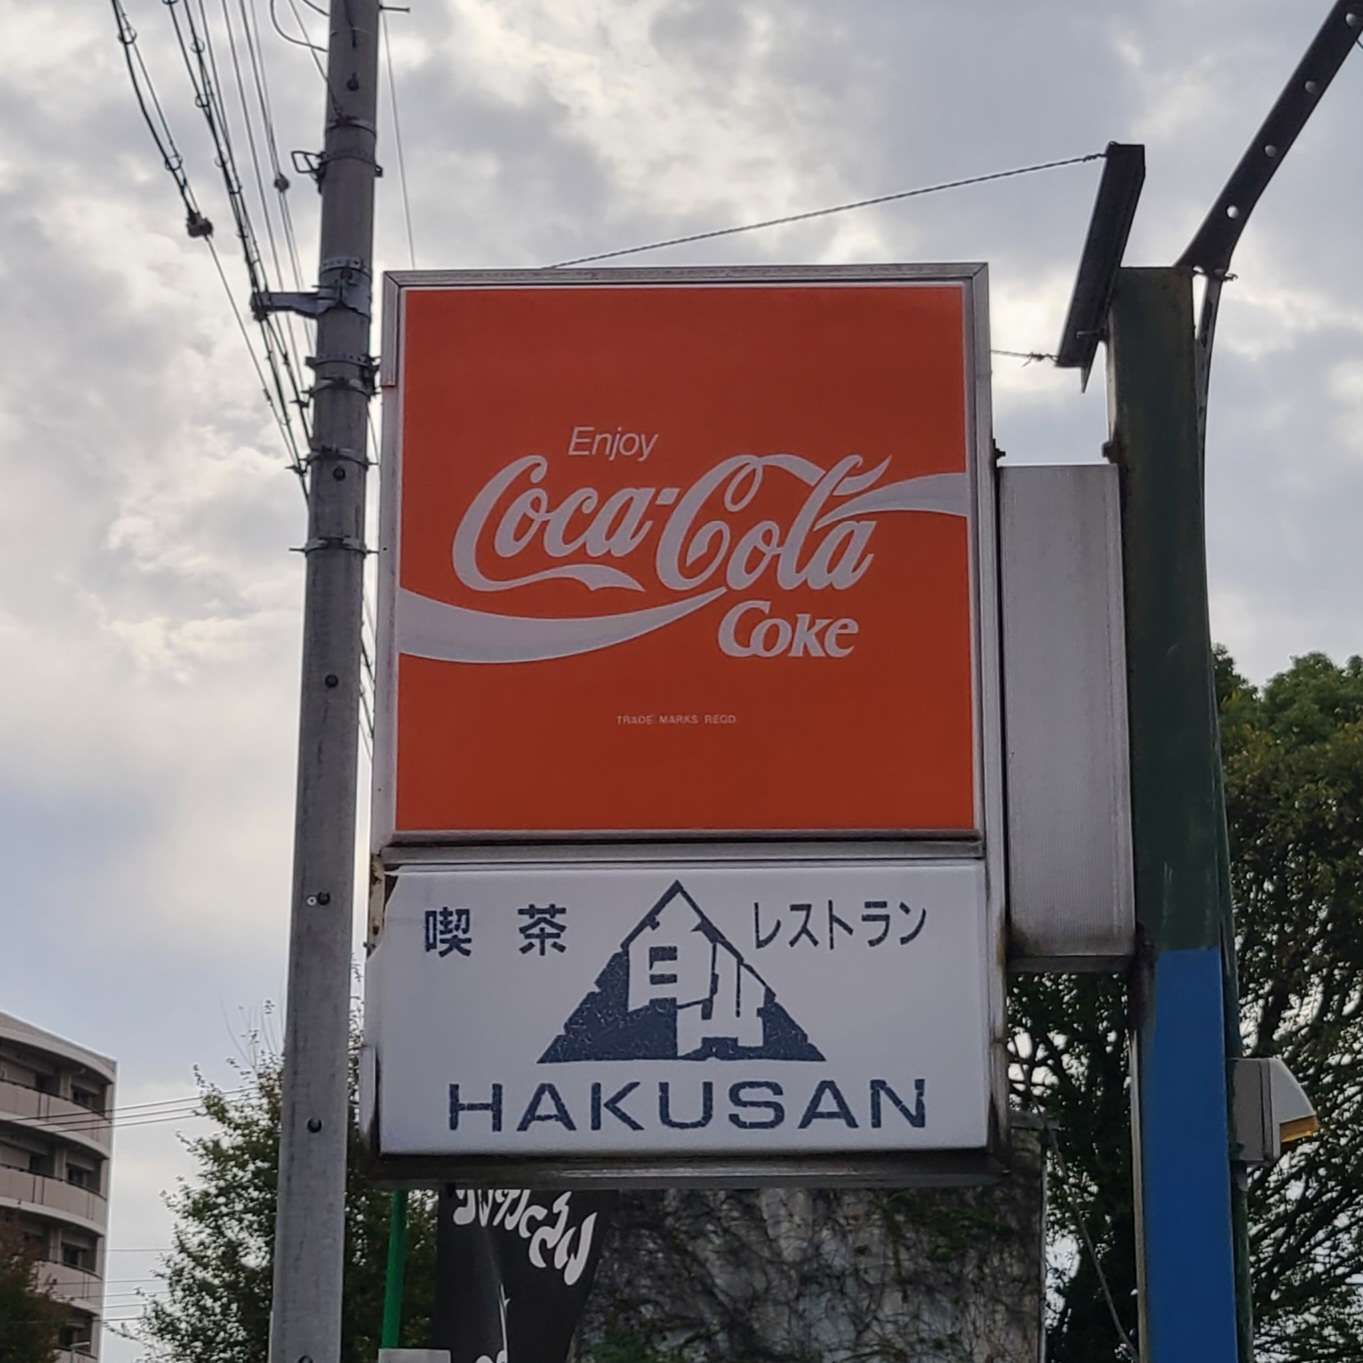 Enjoy
Coca-Cola
Coke
TRADE MARKS REGD.
喫茶 レストラン
白山
HAKUSAN